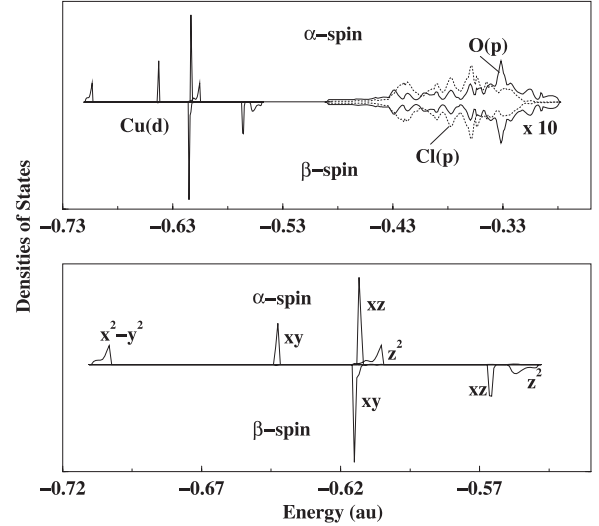 α−spin
O(p)
Cu(d)
x 10
β−spin
Cl(p)
−0.73 −0.63 −0.53 −0.43 −0.33
Densities of States
α−spin
x²−y²
xy
xz
z²
xy
xz
z²
β−spin
−0.72 −0.67 −0.62 −0.57
Energy (au)